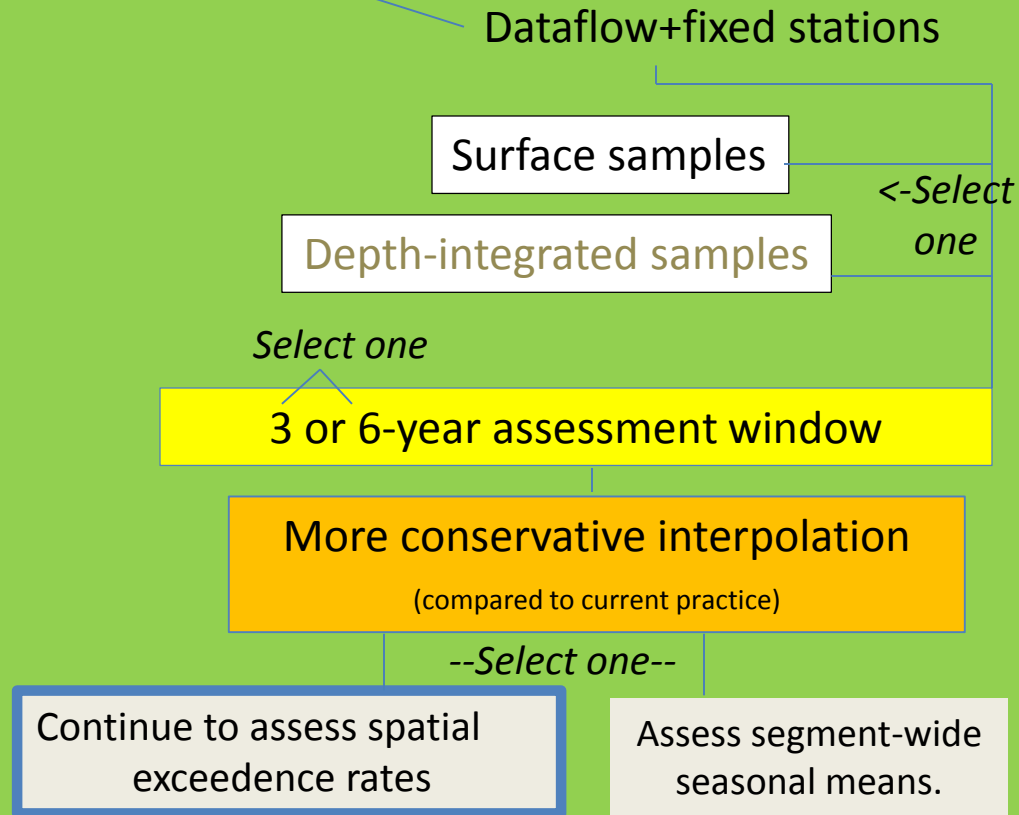 Dataflow+fixed stations
Surface samples
<-Select
one
Depth-integrated samples
Select one
3 or 6-year assessment window
More conservative interpolation
(compared to current practice)
--Select one--
Continue to assess spatial
exceedence rates
Assess segment-wide
seasonal means.